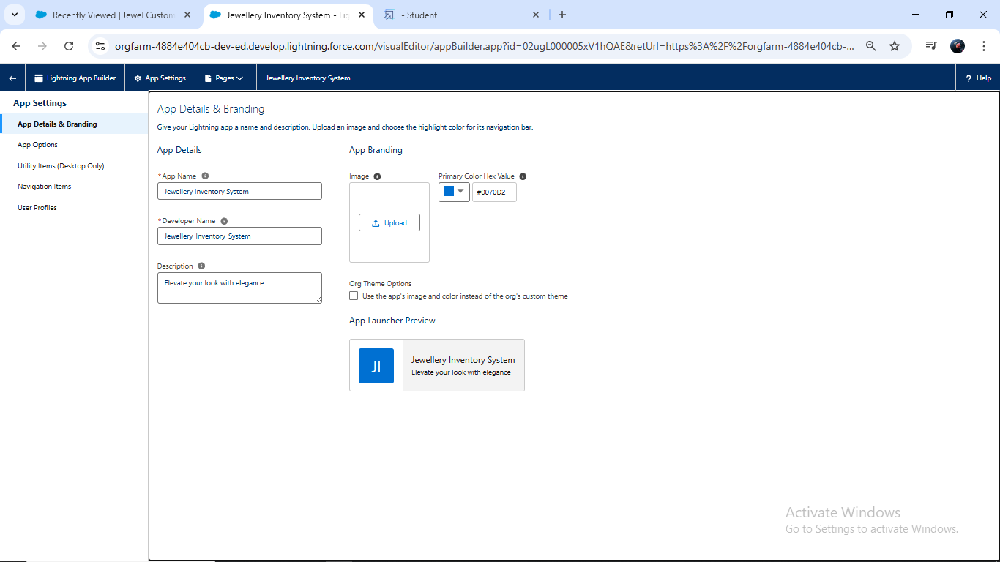 Recently Viewed | Jewel Custom
Jewellery Inventory System - Lig
- Student
orgfarm-4884e404cb-dev-ed.develop.lightning.force.com/visualEditor/appBuilder.app?id=02ugL000005xV1hQAE&retUrl=https%3A%2F%2Forgfarm-4884e404cb-...
Lightning App Builder
App Settings
Pages
Jewellery Inventory System
? Help
App Settings
App Details & Branding
App Options
Utility Items (Desktop Only)
Navigation Items
User Profiles
App Details & Branding
Give your Lightning app a name and description. Upload an image and choose the highlight color for its navigation bar.
App Details
*App Name
Jewellery Inventory System
*Developer Name
Jewellery_Inventory_System
Description
Elevate your look with elegance
App Branding
Image
Upload
Primary Color Hex Value
#0070D2
Org Theme Options
Use the app's image and color instead of the org's custom theme
App Launcher Preview
JI
Jewellery Inventory System
Elevate your look with elegance
Activate Windows
Go to Settings to activate Windows.